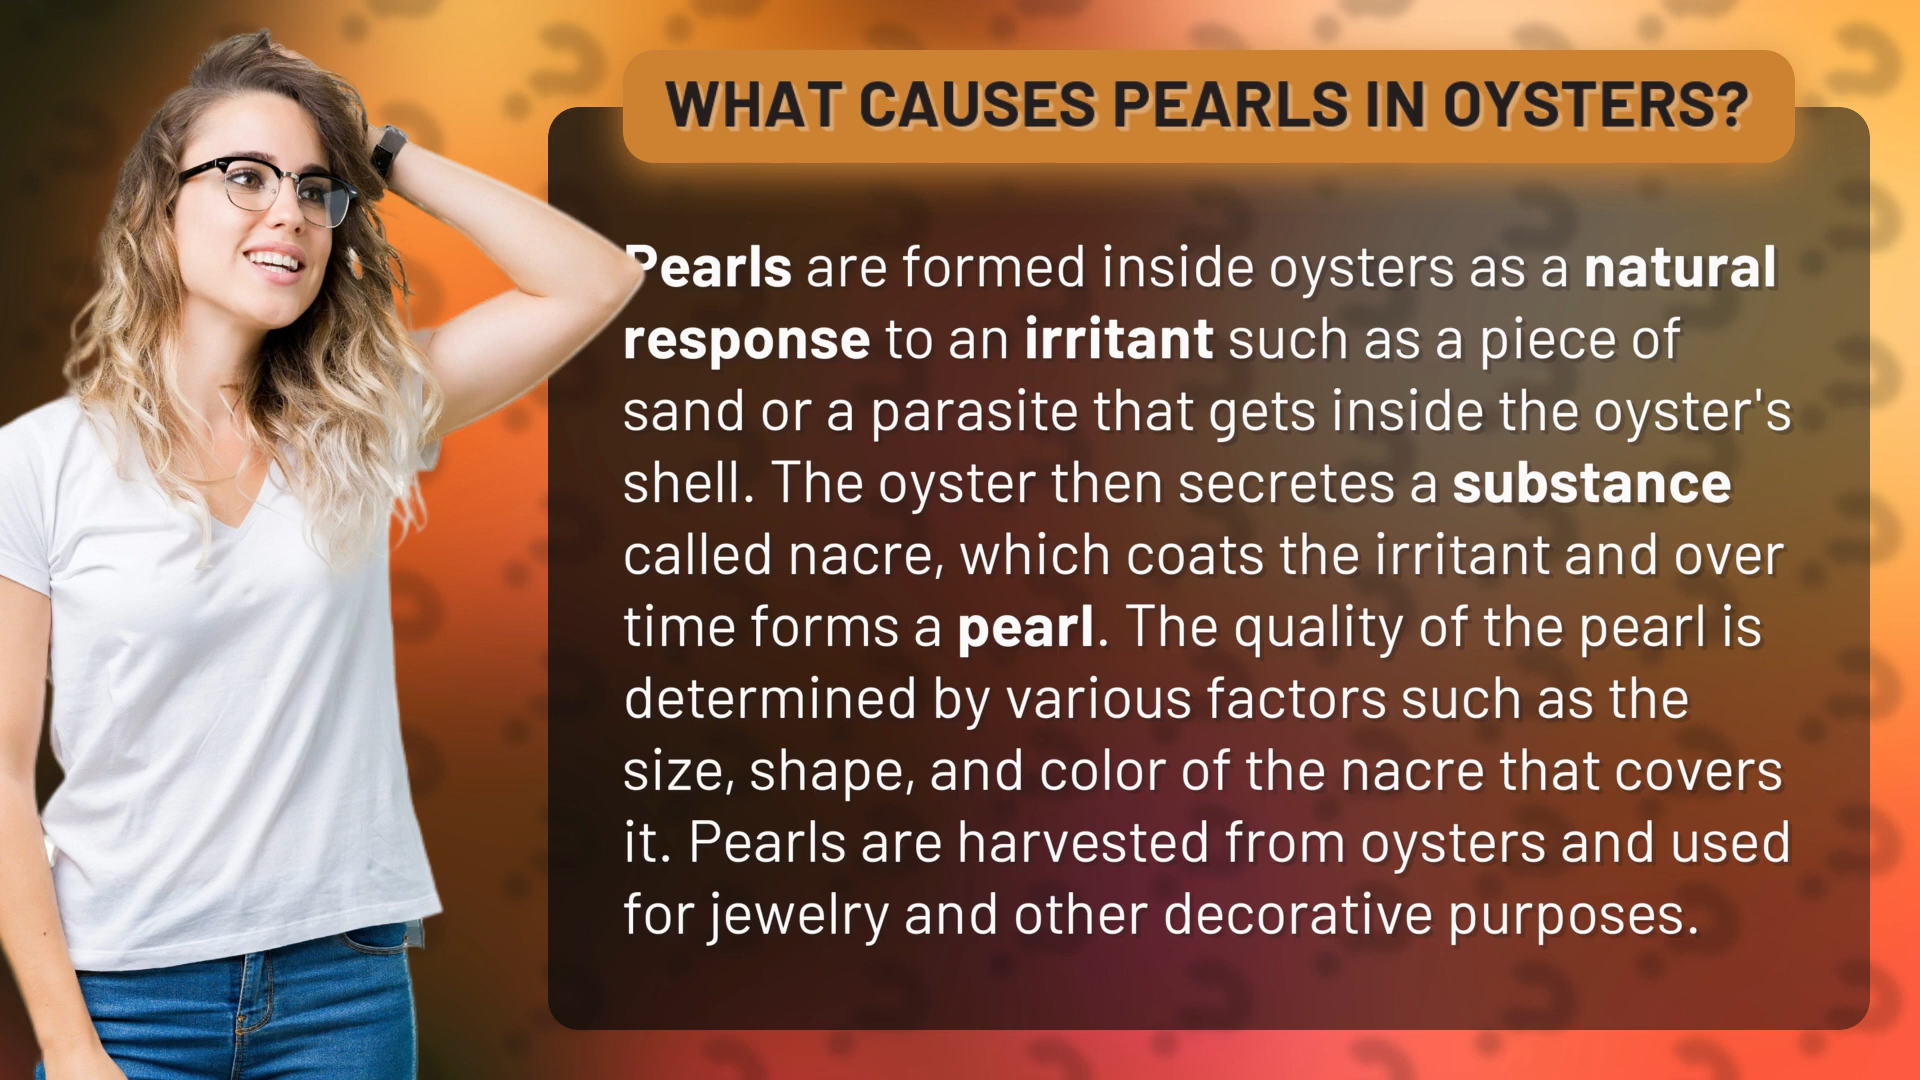 WHAT CAUSES PEARLS IN OYSTERS?
Pearls are formed inside oysters as a natural
response to an irritant such as a piece of
sand or a parasite that gets inside the oyster's
shell. The oyster then secretes a substance
called nacre, which coats the irritant and over
time forms a pearl. The quality of the pearl is
determined by various factors such as the
size, shape, and color of the nacre that covers
it. Pearls are harvested from oysters and used
for jewelry and other decorative purposes.